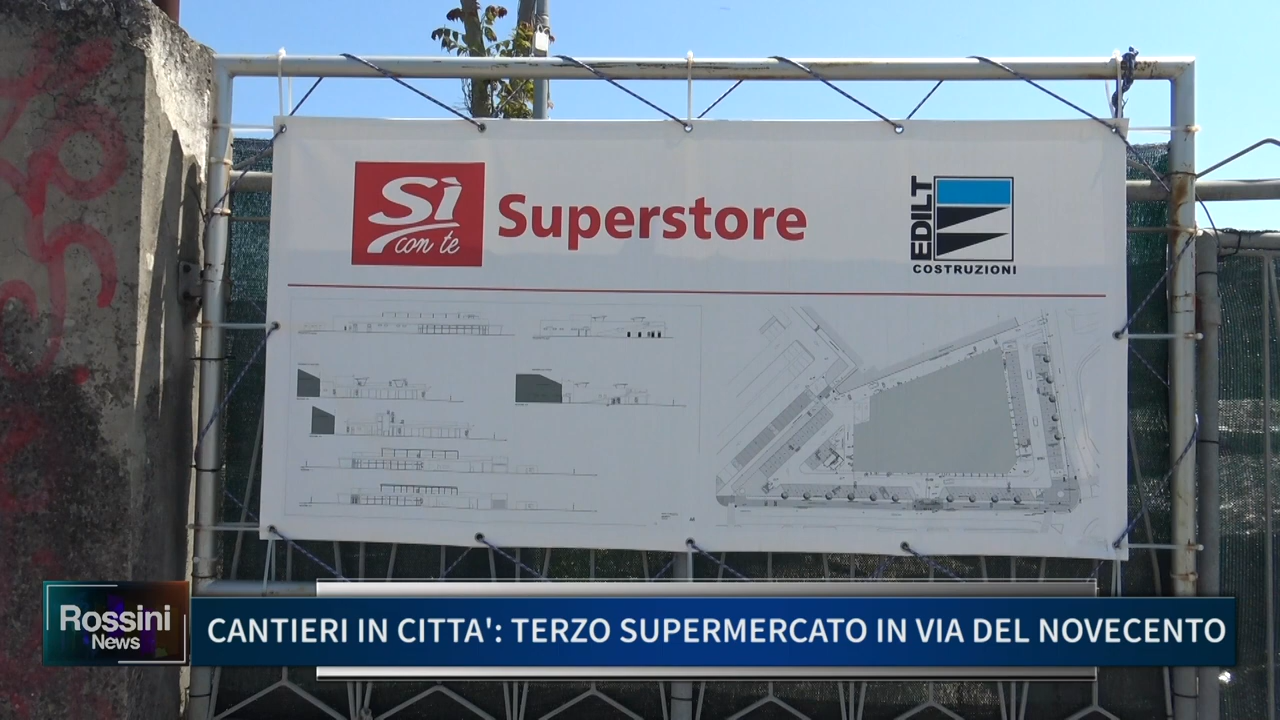 Sì
con te
Superstore
EDILT
COSTRUZIONI
Rossini
News
CANTIERI IN CITTA': TERZO SUPERMERCATO IN VIA DEL NOVECENTO